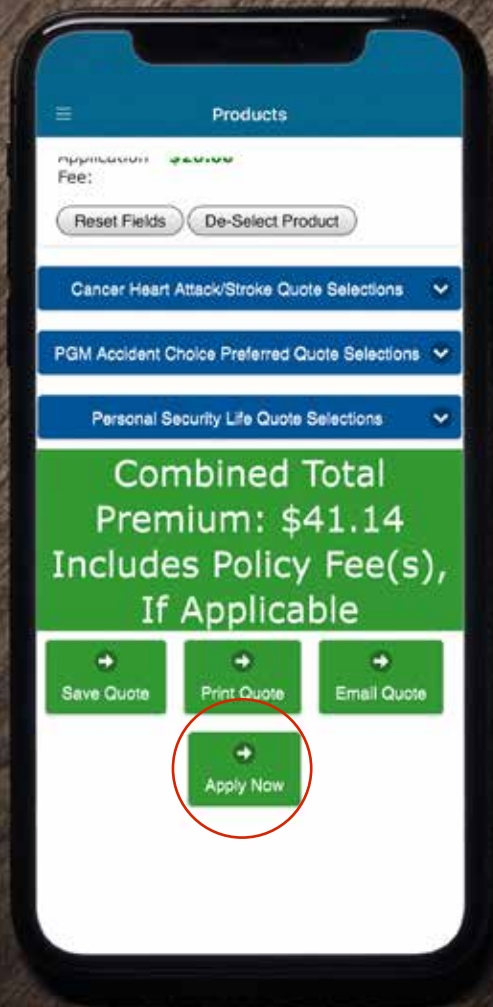 Products
Fee:
Reset Fields De-Select Product
Cancer Heart Attack/Stroke Quote Selections
PGM Accident Choice Preferred Quote Selections
Personal Security Life Quote Selections
Combined Total
Premium: $41.14
Includes Policy Fee(s),
If Applicable
Save Quote Print Quote Email Quote
Apply Now